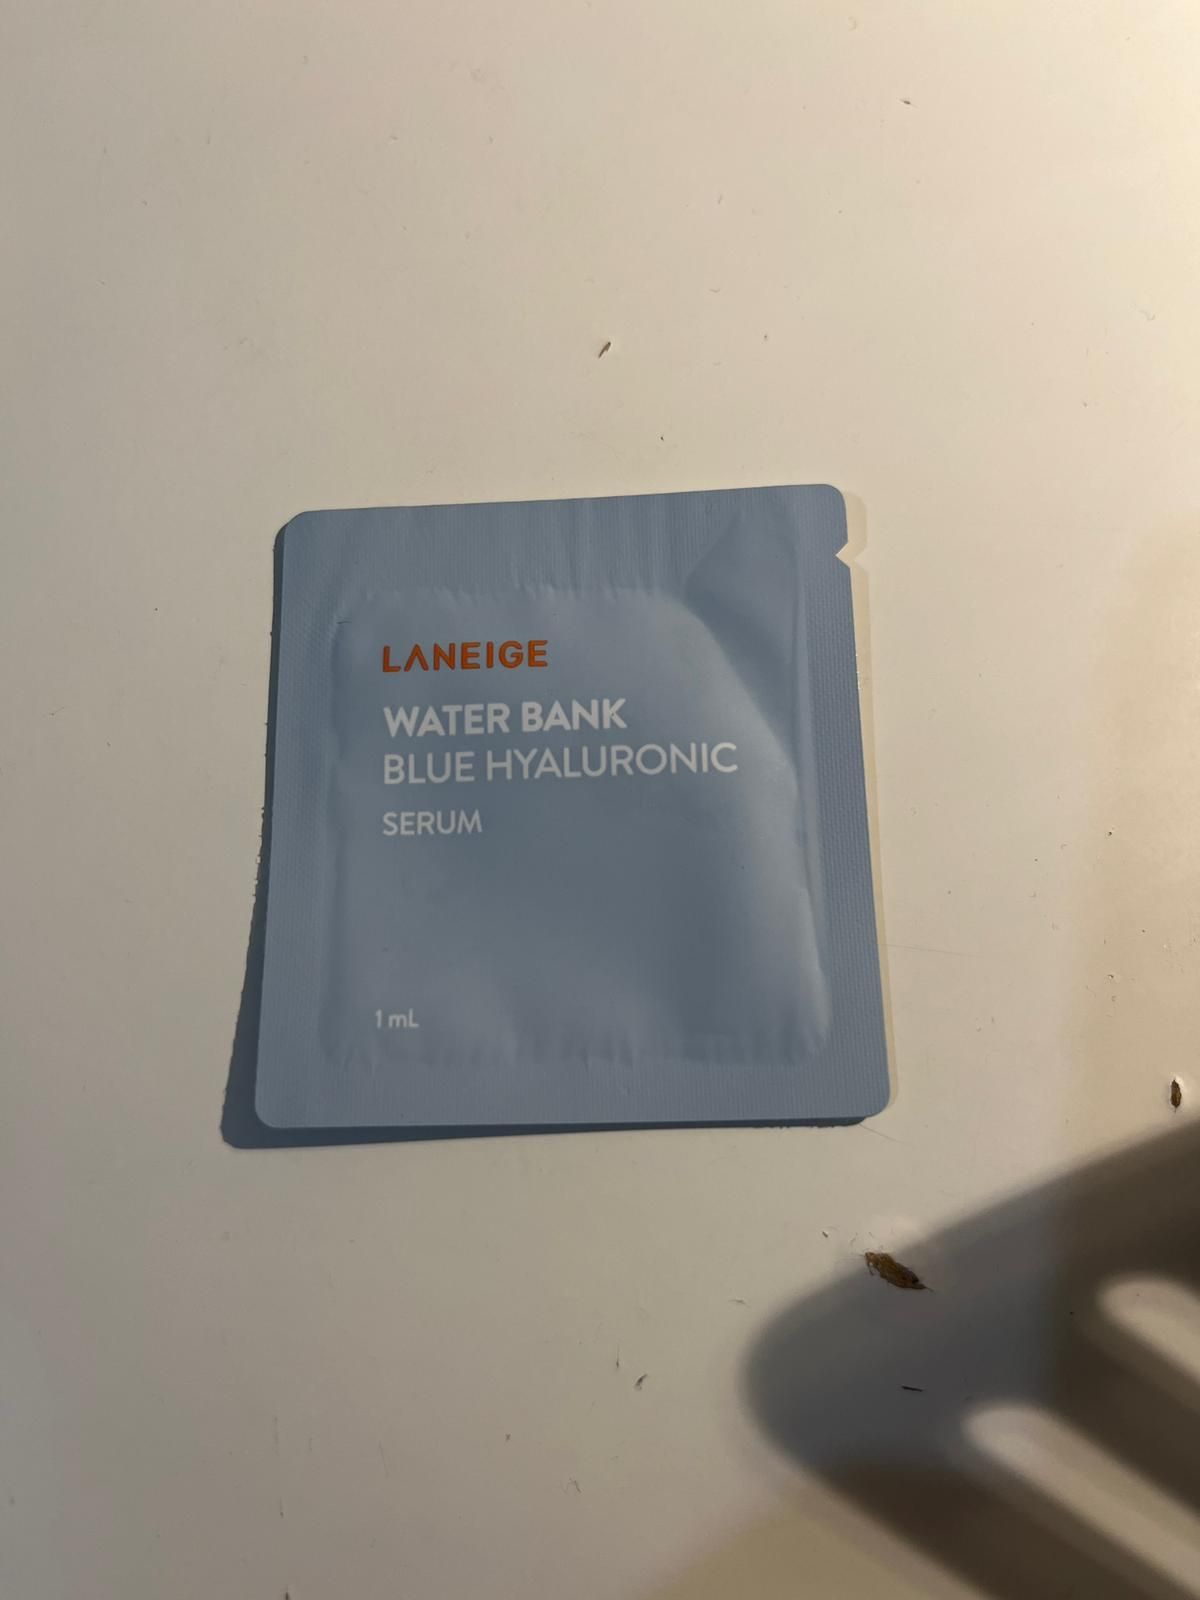 LANEIGE
WATER BANK
BLUE HYALURONIC
SERUM
1 mL